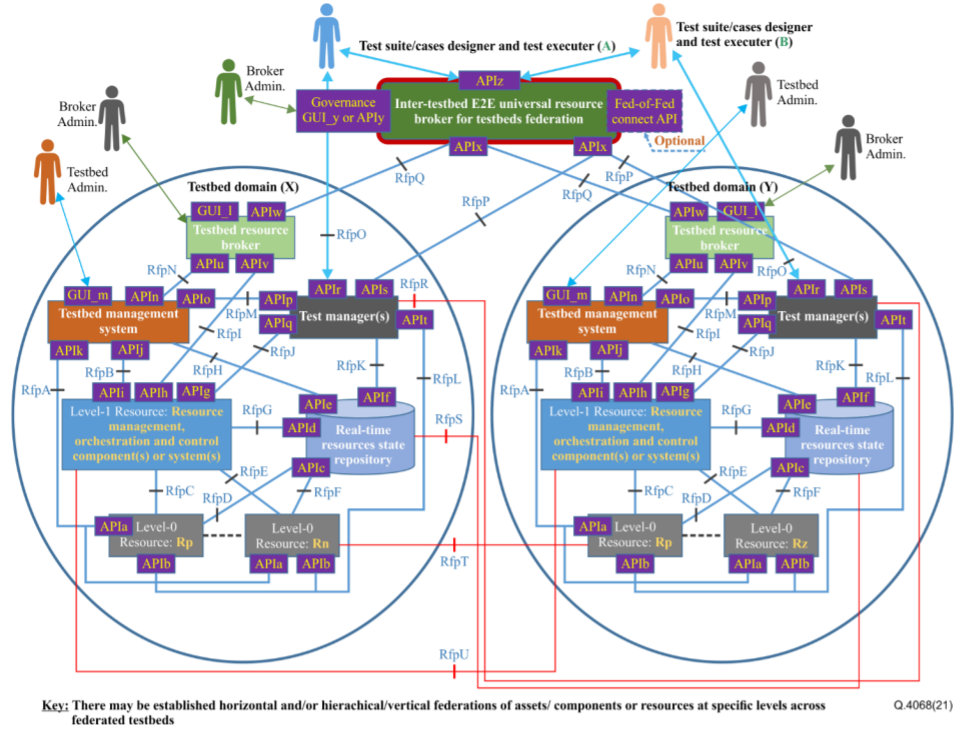 Test suite/cases designer and test executer (A)
Test suite/cases designer
and test executer (B)
Broker
Admin.
Broker
Admin.
Testbed
Admin.
Testbed
Admin.
Broker
Admin.
APIz
Governance
GUI_y or APIy
Inter-testbed E2E universal resource
broker for testbeds federation
Fed-of-Fed
connect API
Optional
APIx
APIx
RfpQ
RfpP
RfpQ
RfpP
RfpO
Testbed domain (X)
GUI_l
APIw
Testbed resource
broker
APIu
APIv
RfpN
GUI_m
APIn
APIo
RfpM
APIp
APIr
APIs
RfpR
Testbed management
system
RfpI
APIq
Test manager(s)
APIt
APIk
APIj
RfpH
RfpJ
RfpK
RfpL
RfpA
RfpB
APIi
APIh
APIg
APIe
APIf
Level-1 Resource: Resource
management,
orchestration and control
component(s) or system(s)
RfpG
APId
Real-time
resources state
repository
RfpS
APIc
RfpE
RfpC
RfpD
RfpF
APIa
Level-0
Resource: Rp
Level-0
Resource: Rn
APIb
APIa
APIb
RfpT
RfpU
Testbed domain (Y)
APIw
GUI_l
Testbed resource
broker
APIu
APIv
RfpN
RfpO
GUI_m
APIn
APIo
RfpM
APIp
APIr
APIs
Testbed management
system
RfpI
APIq
Test manager(s)
APIt
APIk
APIj
RfpH
RfpJ
RfpK
RfpL
RfpA
RfpB
APIi
APIh
APIg
APIe
APIf
Level-1 Resource: Resource
management,
orchestration and control
component(s) or system(s)
RfpG
APId
Real-time
resources state
repository
APIc
RfpE
RfpC
RfpD
RfpF
APIa
Level-0
Resource: Rp
Level-0
Resource: Rz
APIb
APIa
APIb
Key: There may be established horizontal and/or hierachical/vertical federations of assets/ components or resources at specific levels across
federated testbeds
Q.4068(21)